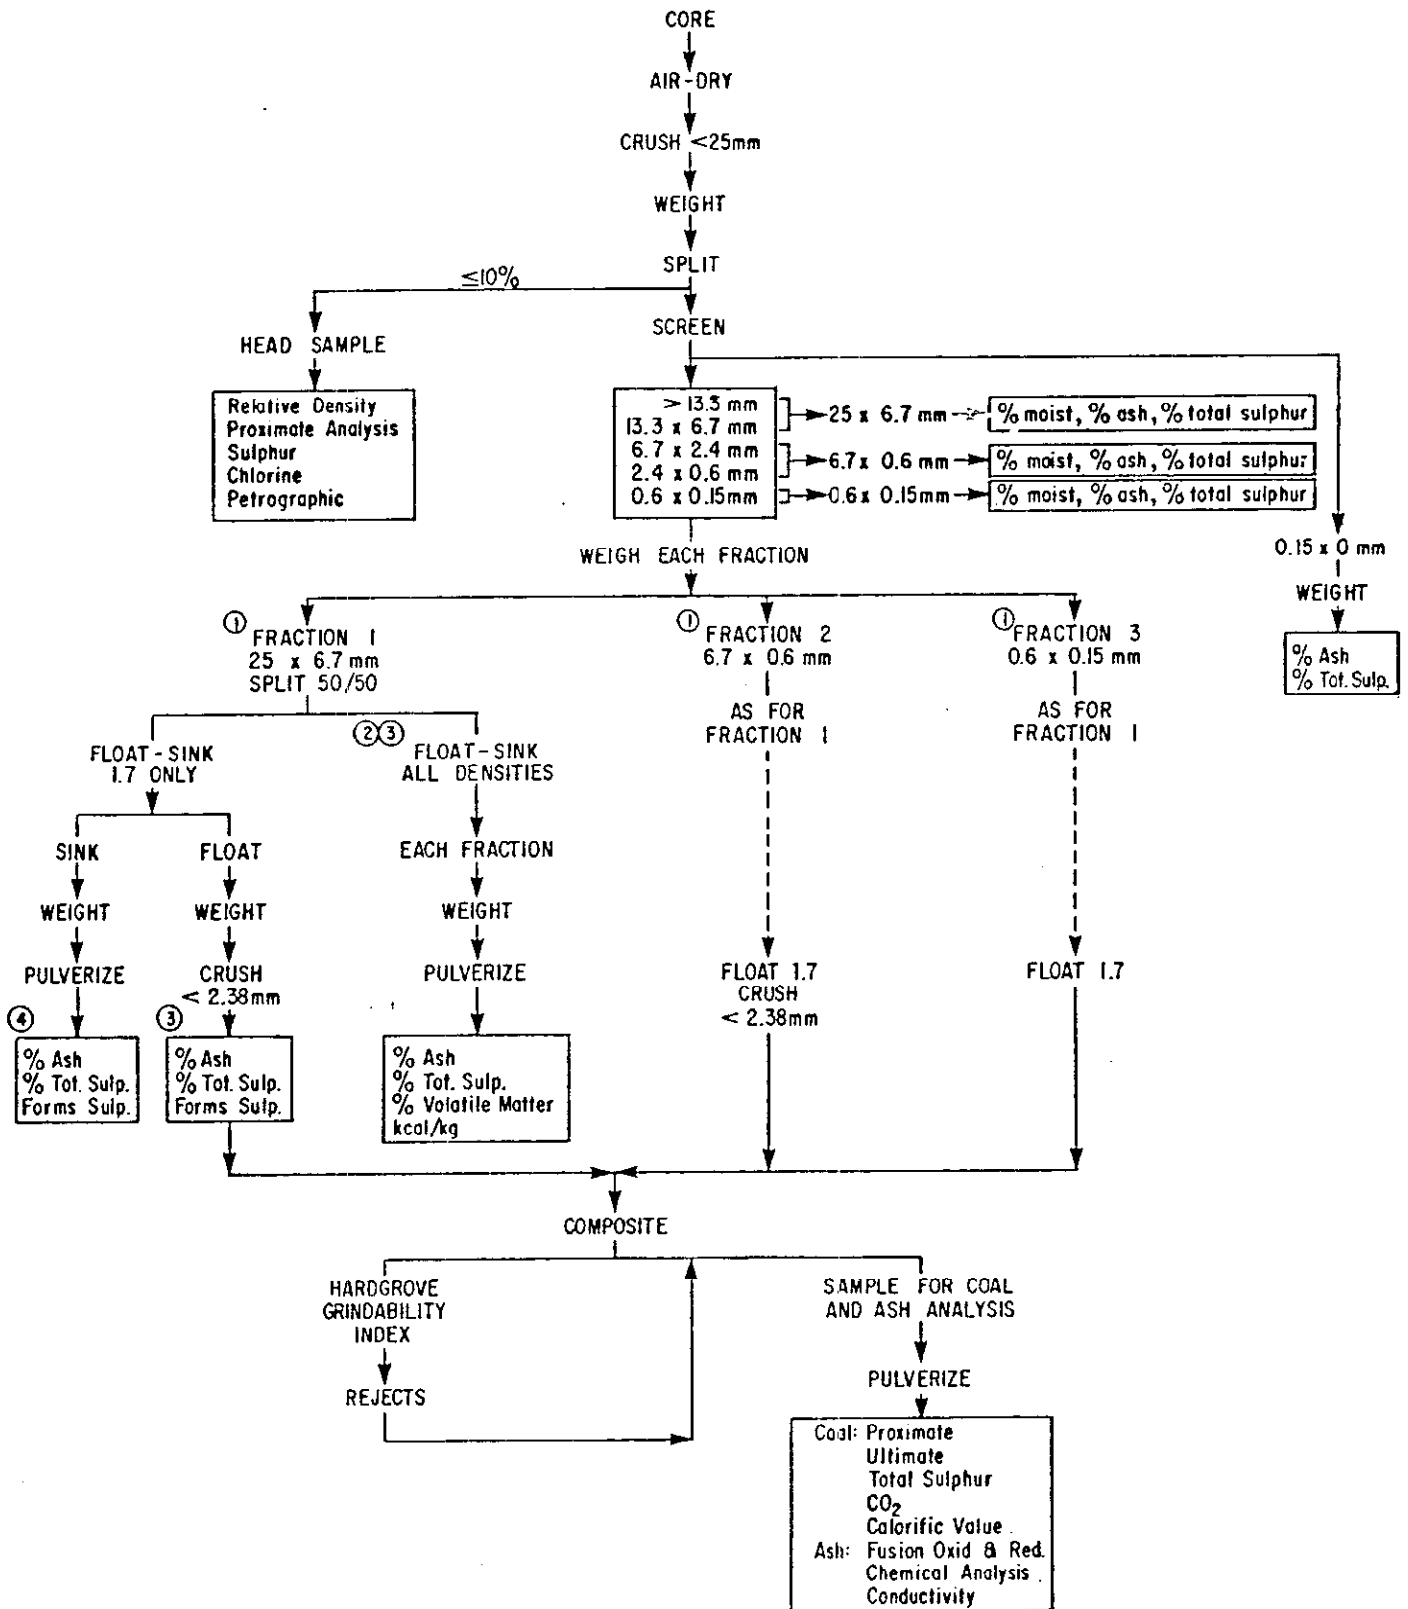 CORE
AIR-DRY
CRUSH <25mm
WEIGHT
SPLIT
≤10%
SCREEN
HEAD SAMPLE
Relative Density
Proximate Analysis
Sulphur
Chlorine
Petrographic
> 13.3 mm
13.3 x 6.7 mm
6.7 x 2.4 mm
2.4 x 0.6 mm
0.6 x 0.15mm
25 x 6.7 mm
% moist, % ash, % total sulphur
6.7 x 0.6 mm
% moist, % ash, % total sulphur
0.6 x 0.15mm
% moist, % ash, % total sulphur
0.15 x 0 mm
WEIGHT
% Ash
% Tot. Sulp.
WEIGH EACH FRACTION
① FRACTION 1
25 x 6.7 mm
SPLIT 50/50
① FRACTION 2
6.7 x 0.6 mm
AS FOR
FRACTION 1
① FRACTION 3
0.6 x 0.15 mm
AS FOR
FRACTION 1
FLOAT-SINK
1.7 ONLY
②③ FLOAT-SINK
ALL DENSITIES
SINK
WEIGHT
PULVERIZE
④
% Ash
% Tot. Sulp.
Forms Sulp.
FLOAT
WEIGHT
CRUSH
< 2.38mm
③
% Ash
% Tot. Sulp.
Forms Sulp.
EACH FRACTION
WEIGHT
PULVERIZE
% Ash
% Tot. Sulp.
% Volatile Matter
kcal/kg
FLOAT 1.7
CRUSH
< 2.38mm
FLOAT 1.7
COMPOSITE
HARDGROVE
GRINDABILITY
INDEX
REJECTS
SAMPLE FOR COAL
AND ASH ANALYSIS
PULVERIZE
Coal: Proximate
Ultimate
Total Sulphur
CO₂
Calorific Value
Ash: Fusion Oxid & Red.
Chemical Analysis
Conductivity